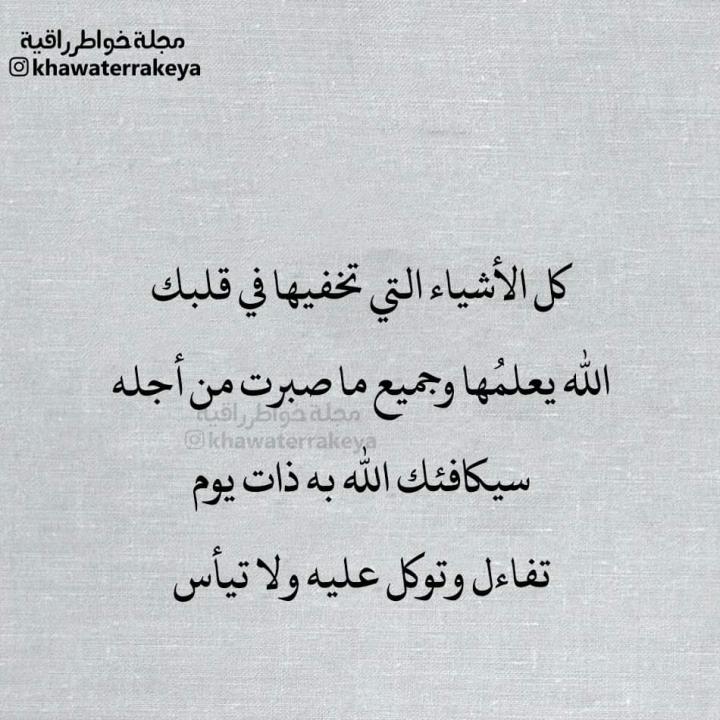 مجلة خواطر راقية
khawaterrakeya
كل الأشياء التي تخفيها في قلبك
الله يعلمُها وجميع ما صبرت من أجله
مجلة خواطر راقية
khawaterrakeya
سيكافئك الله به ذات يوم
تفاءل وتوكل عليه ولا تيأس